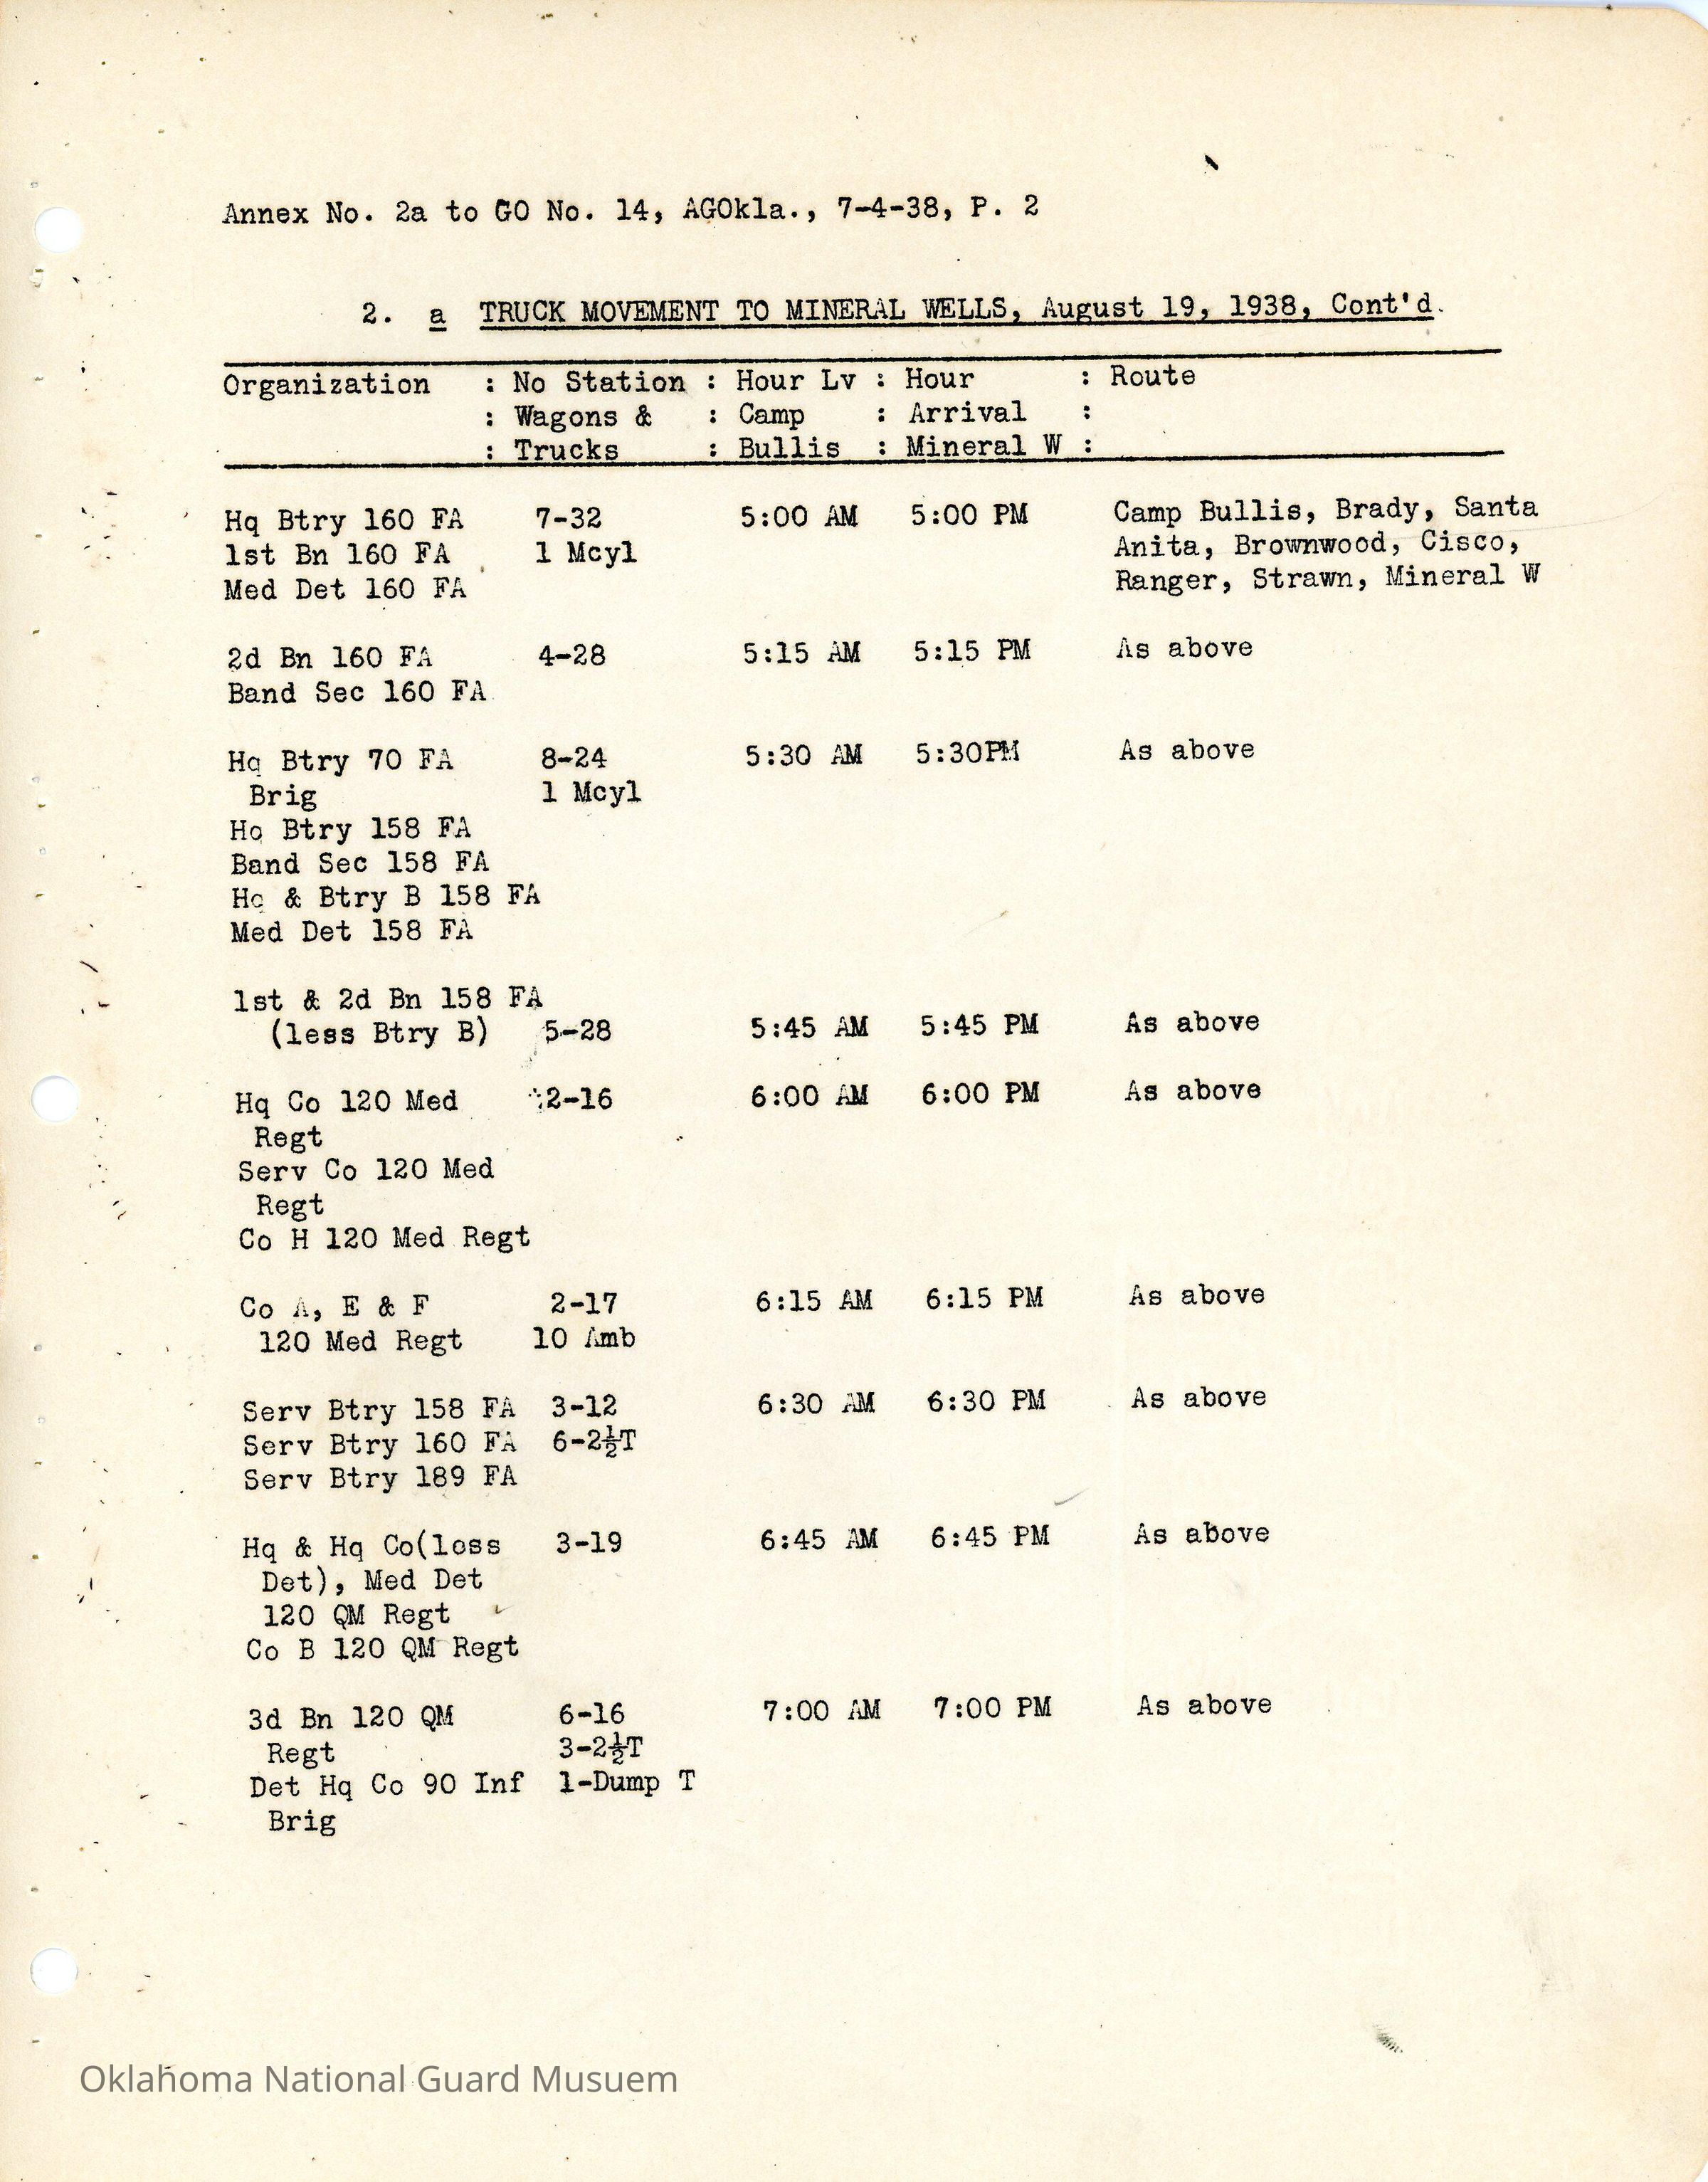 Annex No. 2a to GO No. 14, AGOkla., 7-4-38, P. 2
2. a TRUCK MOVEMENT TO MINERAL WELLS, August 19, 1938, Cont'd.
Organization : No Station : Hour Lv : Hour : Route
: Wagons & : Camp : Arrival :
: Trucks : Bullis : Mineral W :
Hq Btry 160 FA 7-32 5:00 AM 5:00 PM Camp Bullis, Brady, Santa
1st Bn 160 FA 1 Mcyl Anita, Brownwood, Cisco,
Med Det 160 FA Ranger, Strawn, Mineral W
2d Bn 160 FA 4-28 5:15 AM 5:15 PM As above
Band Sec 160 FA
Hq Btry 70 FA 8-24 5:30 AM 5:30PM As above
Brig 1 Mcyl
Hq Btry 158 FA
Band Sec 158 FA
Hq & Btry B 158 FA
Med Det 158 FA
1st & 2d Bn 158 FA
(less Btry B) 5-28 5:45 AM 5:45 PM As above
Hq Co 120 Med 2-16 6:00 AM 6:00 PM As above
Regt
Serv Co 120 Med
Regt
Co H 120 Med Regt
Co A, E & F 2-17 6:15 AM 6:15 PM As above
120 Med Regt 10 Amb
Serv Btry 158 FA 3-12 6:30 AM 6:30 PM As above
Serv Btry 160 FA 6-2½T
Serv Btry 189 FA
Hq & Hq Co(less 3-19 6:45 AM 6:45 PM As above
Det), Med Det
120 QM Regt
Co B 120 QM Regt
3d Bn 120 QM 6-16 7:00 AM 7:00 PM As above
Regt 3-2½T
Det Hq Co 90 Inf 1-Dump T
Brig
Oklahoma National Guard Musuem